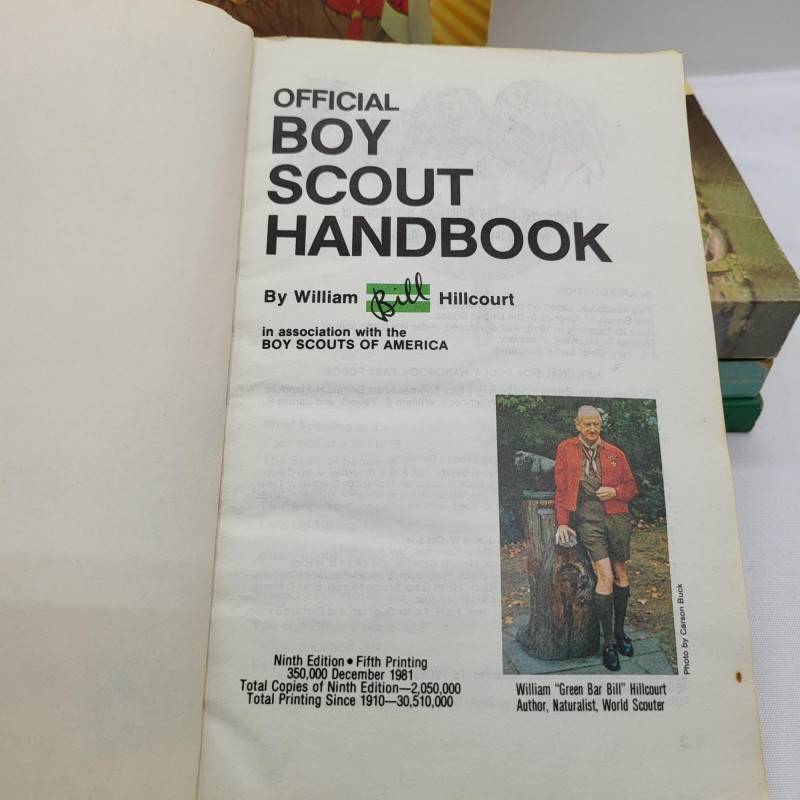 OFFICIAL
BOY
SCOUT
HANDBOOK
By William Bill Hillcourt
in association with the
BOY SCOUTS OF AMERICA
Photo by Carson Buck
Ninth Edition • Fifth Printing
350,000 December 1981
Total Copies of Ninth Edition—2,050,000
Total Printing Since 1910—30,510,000
William "Green Bar Bill" Hillcourt
Author, Naturalist, World Scouter